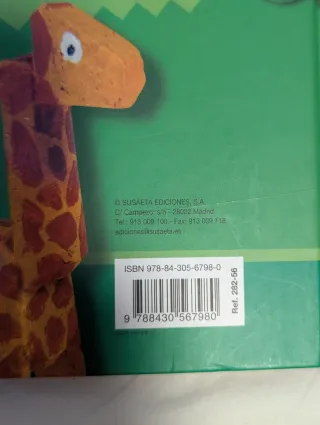 © SUSAETA EDICIONES, S.A.
C/ Campezo, s/n - 28022 Madrid
Tel.: 913 009 100 - Fax: 913 009 118
ediciones@susaeta.es
ISBN 978-84-305-6798-0
9 788430 567980
Ref. 282-56